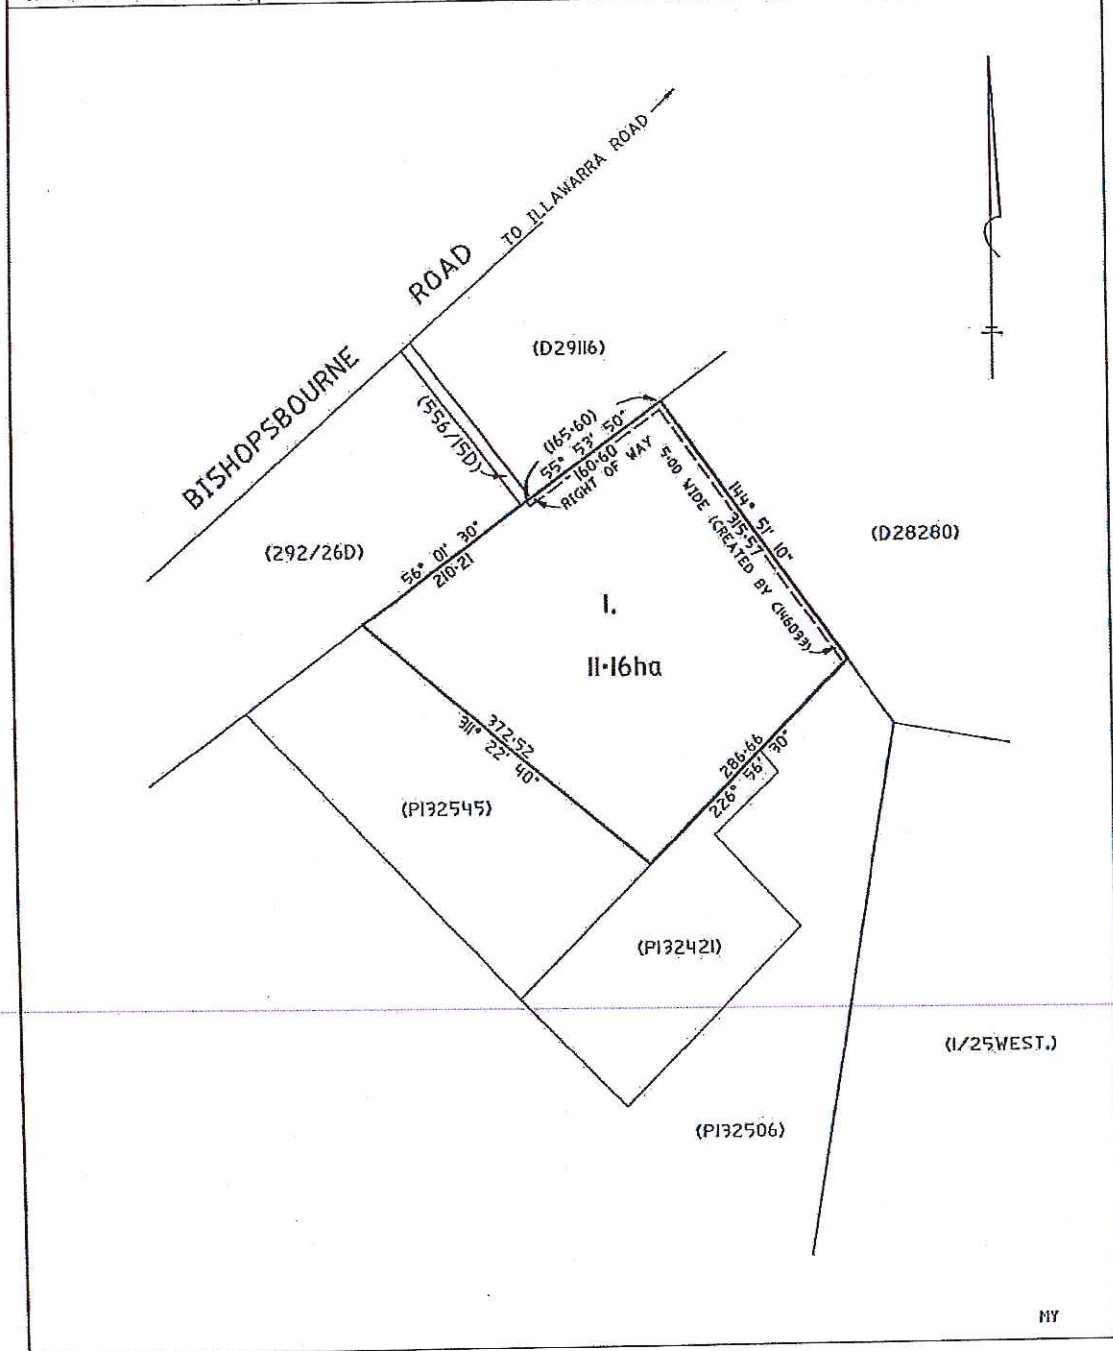 TO ILLAWARRA ROAD
BISHOPSBOURNE ROAD
(D29116)
(556/15D)
(165·60)
55° 53' 50"
160·60
RIGHT OF WAY
5·00 WIDE (CREATED BY C146033)
144° 51' 10"
315·57
(D28280)
(292/26D)
56° 01' 30"
210·21
1.
11·16ha
372·52
311° 22' 40"
286·66
226° 56' 30"
(P132545)
(P132421)
(1/25WEST.)
(P132506)
MY